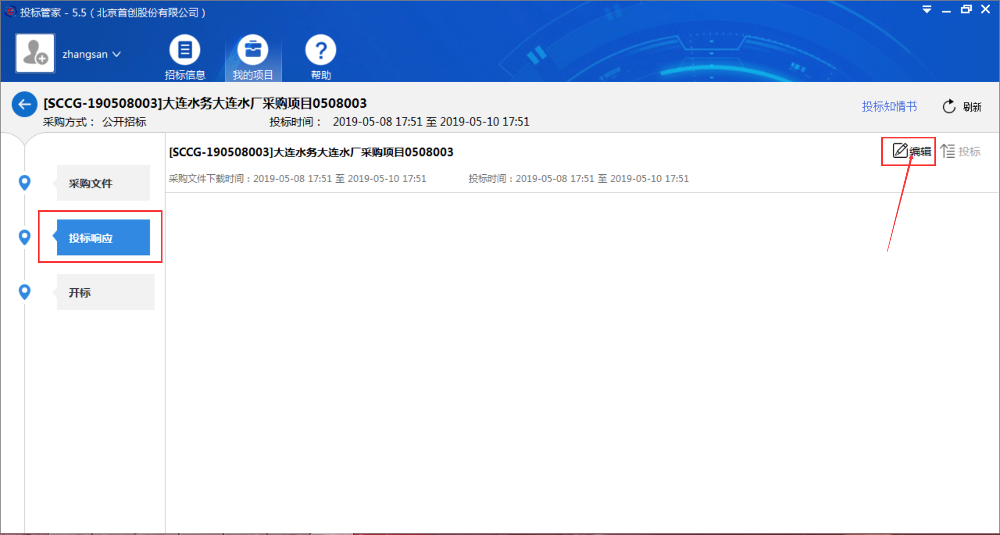 投标管家 - 5.5 ( 北京首创股份有限公司 )
zhangsan
招标信息
我的项目
帮助
[SCCG-190508003]大连水务大连水厂采购项目0508003
采购方式： 公开招标
投标时间： 2019-05-08 17:51 至 2019-05-10 17:51
投标知情书
刷新
采购文件
投标响应
开标
[SCCG-190508003]大连水务大连水厂采购项目0508003
编辑
投标
采购文件下载时间：2019-05-08 17:51 至 2019-05-10 17:51
投标时间：2019-05-08 17:51 至 2019-05-10 17:51